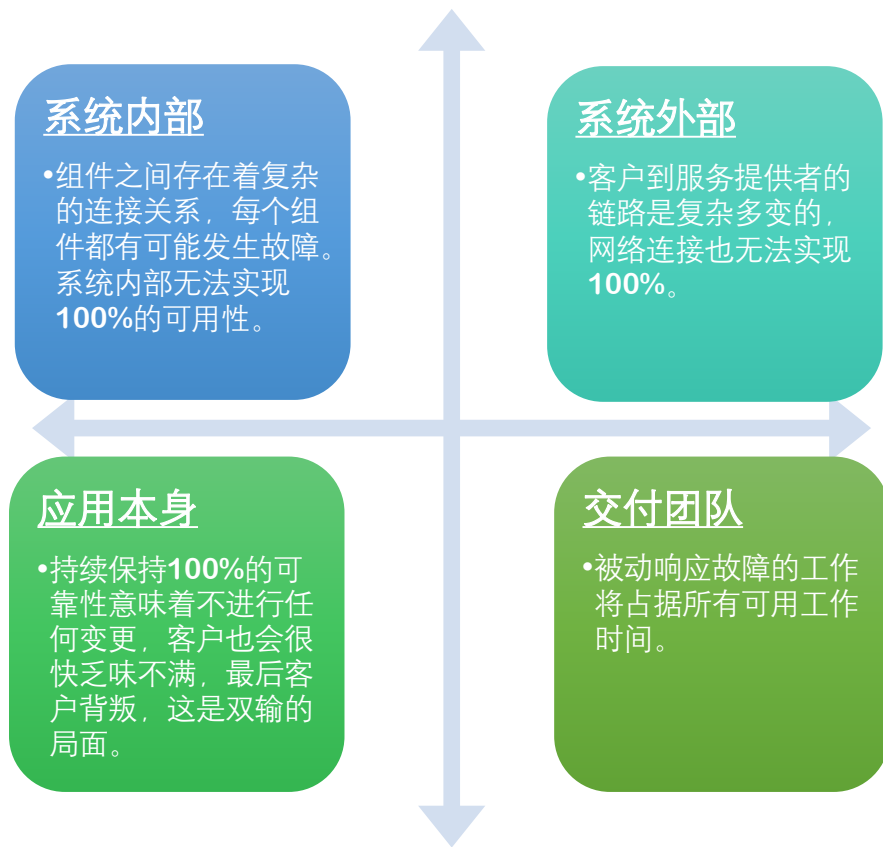 系统内部
•组件之间存在着复杂
的连接关系，每个组
件都有可能发生故障。
系统内部无法实现
100%的可用性。
系统外部
•客户到服务提供者的
链路是复杂多变的，
网络连接也无法实现
100%。
应用本身
•持续保持100%的可
靠性意味着不进行任
何变更，客户也会很
快乏味不满，最后客
户背叛，这是双输的
局面。
交付团队
•被动响应故障的工作
将占据所有可用工作
时间。